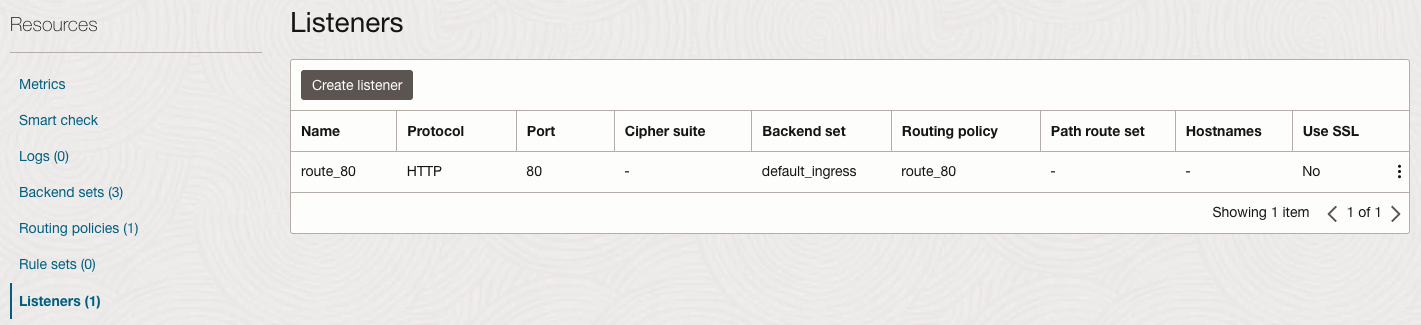 Resources
Metrics
Smart check
Logs (0)
Backend sets (3)
Routing policies (1)
Rule sets (0)
Listeners (1)
Listeners
Create listener
Name Protocol Port Cipher suite Backend set Routing policy Path route set Hostnames Use SSL
route_80 HTTP 80 - default_ingress route_80 - - No
Showing 1 item 1 of 1